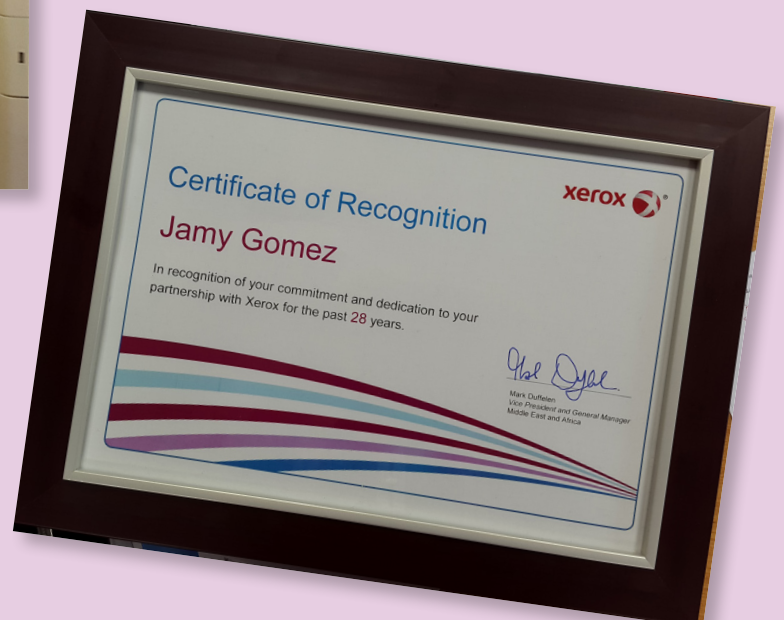 xerox
Certificate of Recognition
Jamy Gomez
In recognition of your commitment and dedication to your
partnership with Xerox for the past 28 years.
Mark Duffelen
Vice President and General Manager
Middle East and Africa